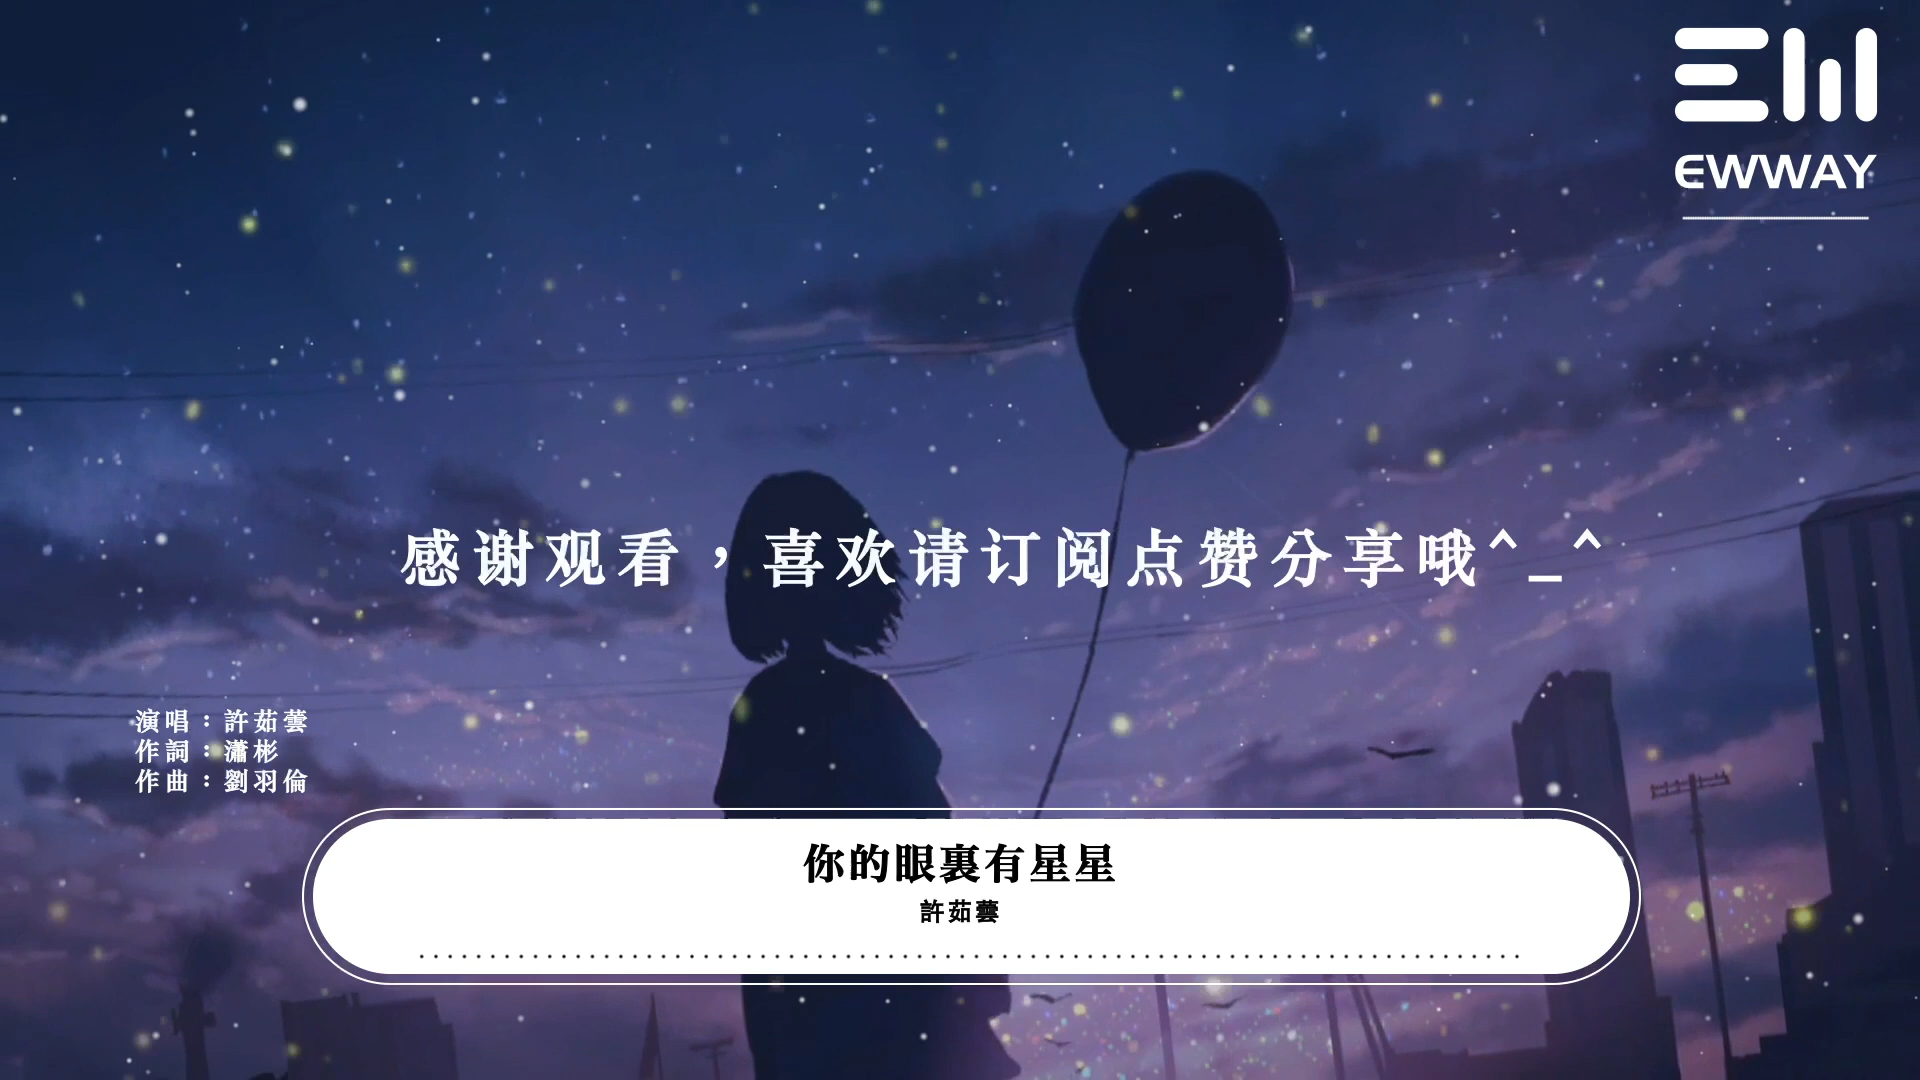 EW
EWWAY
感谢观看，喜欢请订阅点赞分享哦^_^
演唱：許茹蕓
作詞：瀟彬
作曲：劉羽倫
你的眼裏有星星
許茹蕓